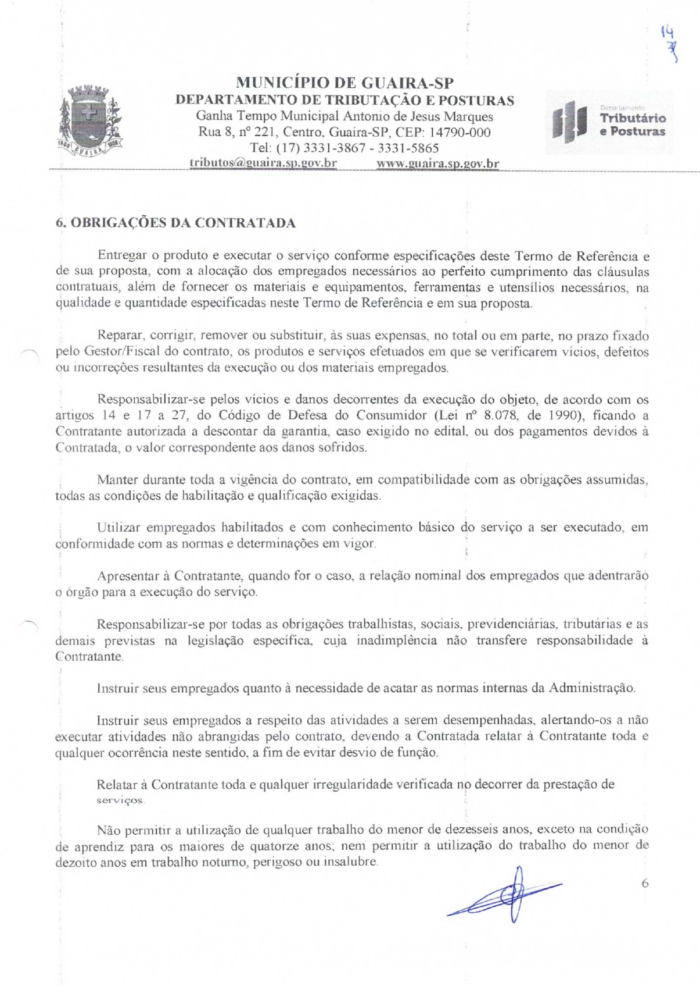 14
MUNICÍPIO DE GUAIRA-SP
DEPARTAMENTO DE TRIBUTAÇÃO E POSTURAS
Ganha Tempo Municipal Antonio de Jesus Marques
Rua 8, nº 221, Centro, Guaíra-SP, CEP: 14790-000
Tel: (17) 3331-3867 - 3331-5865
tributos@guaira.sp.gov.br www.guaira.sp.gov.br
GUAIRA
Departamento
Tributário
e Posturas
6. OBRIGAÇÕES DA CONTRATADA
Entregar o produto e executar o serviço conforme especificações deste Termo de Referência e
de sua proposta, com a alocação dos empregados necessários ao perfeito cumprimento das cláusulas
contratuais, além de fornecer os materiais e equipamentos, ferramentas e utensílios necessários, na
qualidade e quantidade especificadas neste Termo de Referência e em sua proposta.
Reparar, corrigir, remover ou substituir, às suas expensas, no total ou em parte, no prazo fixado
pelo Gestor/Fiscal do contrato, os produtos e serviços efetuados em que se verificarem vícios, defeitos
ou incorreções resultantes da execução ou dos materiais empregados.
Responsabilizar-se pelos vícios e danos decorrentes da execução do objeto, de acordo com os
artigos 14 e 17 a 27, do Código de Defesa do Consumidor (Lei nº 8.078, de 1990), ficando a
Contratante autorizada a descontar da garantia, caso exigido no edital, ou dos pagamentos devidos à
Contratada, o valor correspondente aos danos sofridos.
Manter durante toda a vigência do contrato, em compatibilidade com as obrigações assumidas,
todas as condições de habilitação e qualificação exigidas.
Utilizar empregados habilitados e com conhecimento básico do serviço a ser executado, em
conformidade com as normas e determinações em vigor.
Apresentar à Contratante, quando for o caso, a relação nominal dos empregados que adentrarão
o órgão para a execução do serviço.
Responsabilizar-se por todas as obrigações trabalhistas, sociais, previdenciárias, tributárias e as
demais previstas na legislação específica, cuja inadimplência não transfere responsabilidade à
Contratante.
Instruir seus empregados quanto à necessidade de acatar as normas internas da Administração.
Instruir seus empregados a respeito das atividades a serem desempenhadas, alertando-os a não
executar atividades não abrangidas pelo contrato, devendo a Contratada relatar à Contratante toda e
qualquer ocorrência neste sentido, a fim de evitar desvio de função.
Relatar à Contratante toda e qualquer irregularidade verificada no decorrer da prestação de
serviços.
Não permitir a utilização de qualquer trabalho do menor de dezesseis anos, exceto na condição
de aprendiz para os maiores de quatorze anos; nem permitir a utilização do trabalho do menor de
dezoito anos em trabalho noturno, perigoso ou insalubre.
6